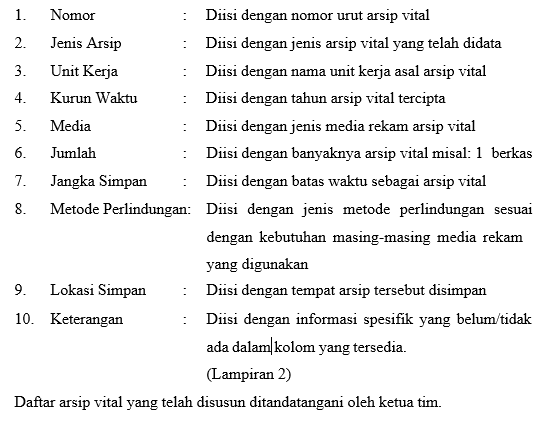 1. Nomor : Diisi dengan nomor urut arsip vital
2. Jenis Arsip : Diisi dengan jenis arsip vital yang telah didata
3. Unit Kerja : Diisi dengan nama unit kerja asal arsip vital
4. Kurun Waktu : Diisi dengan tahun arsip vital tercipta
5. Media : Diisi dengan jenis media rekam arsip vital
6. Jumlah : Diisi dengan banyaknya arsip vital misal: 1 berkas
7. Jangka Simpan : Diisi dengan batas waktu sebagai arsip vital
8. Metode Perlindungan: Diisi dengan jenis metode perlindungan sesuai
dengan kebutuhan masing-masing media rekam
yang digunakan
9. Lokasi Simpan : Diisi dengan tempat arsip tersebut disimpan
10. Keterangan : Diisi dengan informasi spesifik yang belum/tidak
ada dalam kolom yang tersedia.
(Lampiran 2)
Daftar arsip vital yang telah disusun ditandatangani oleh ketua tim.